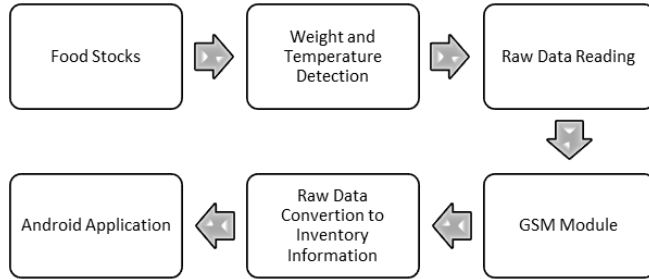 Food Stocks
Weight and
Temperature
Detection
Raw Data Reading
GSM Module
Raw Data
Convertion to
Inventory
Information
Android Application